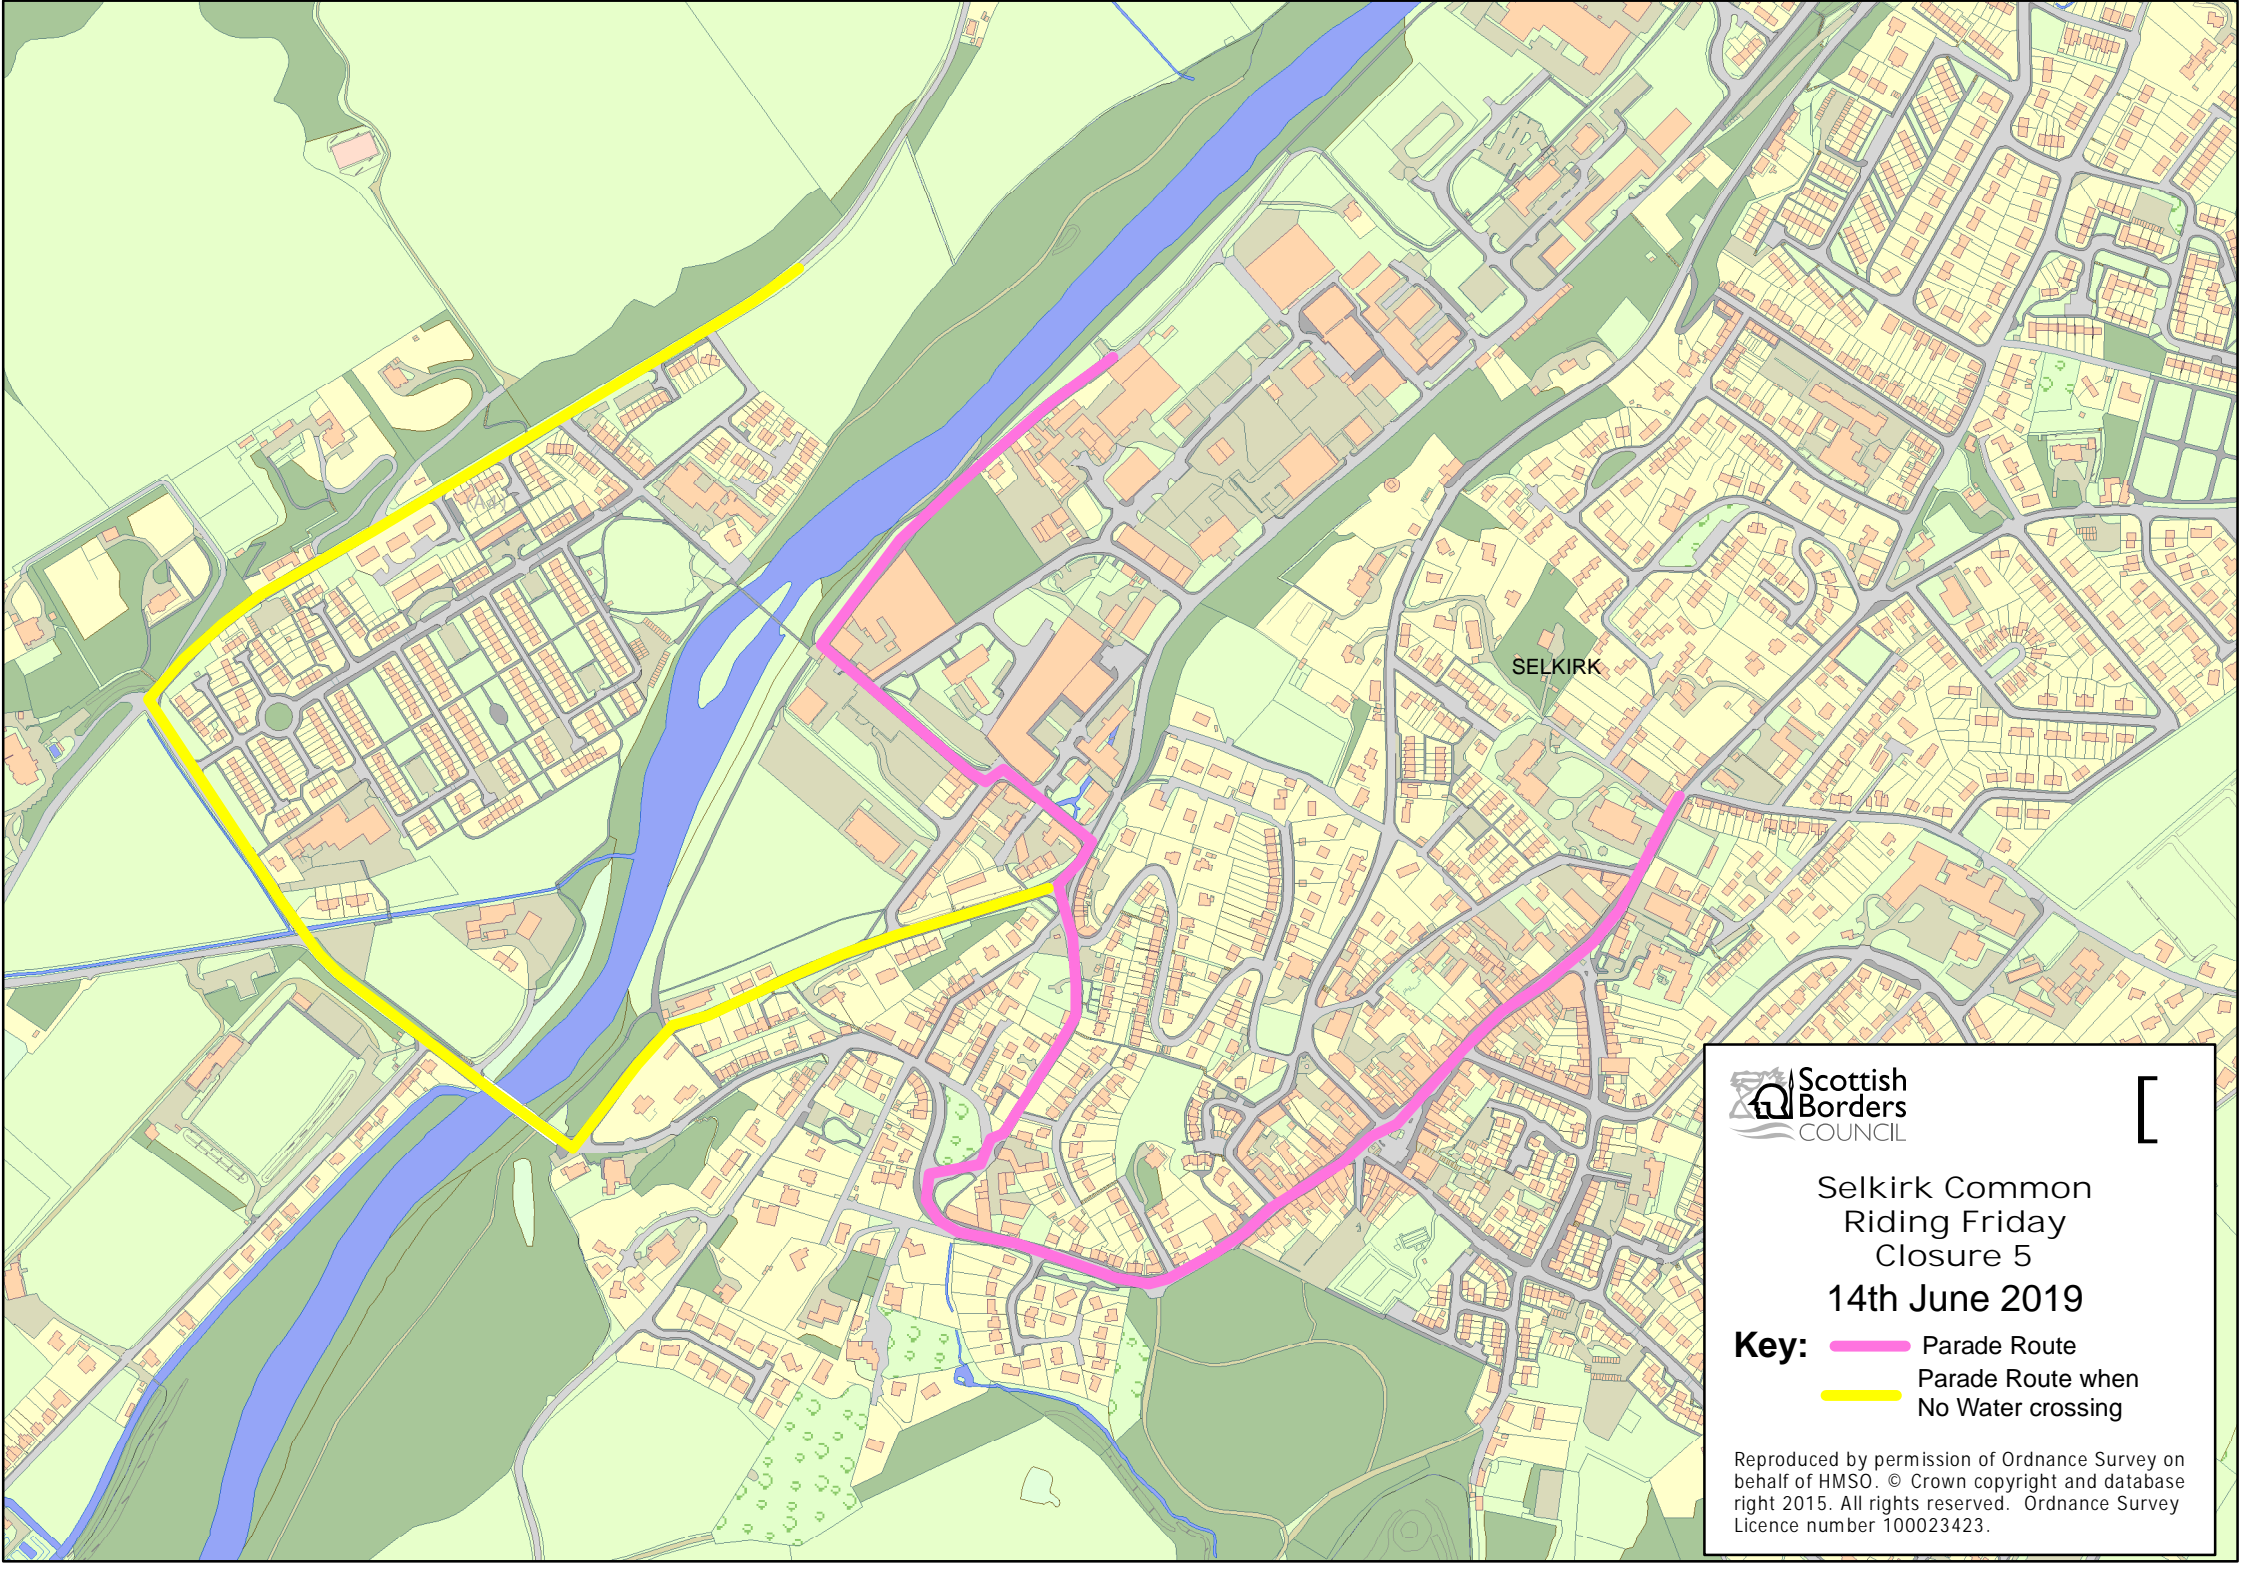 SELKIRK
Scottish
Borders
COUNCIL
Selkirk Common
Riding Friday
Closure 5
14th June 2019
Key:
Parade Route
Parade Route when
No Water crossing
Reproduced by permission of Ordnance Survey on
behalf of HMSO. © Crown copyright and database
right 2015. All rights reserved. Ordnance Survey
Licence number 100023423.